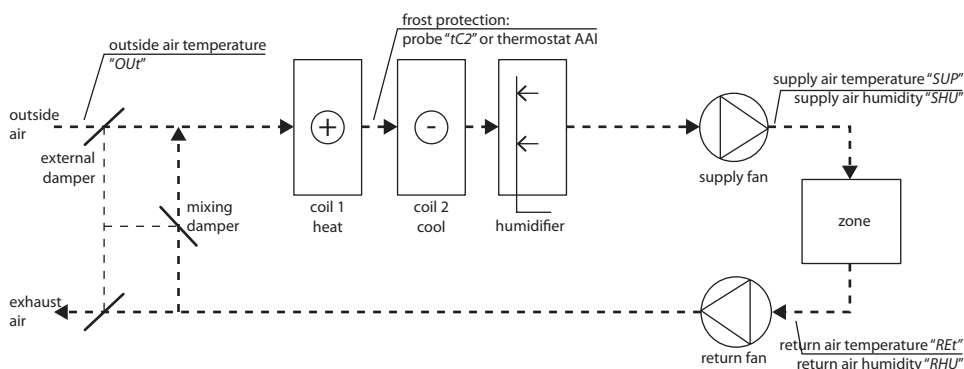 frost protection:
probe “tC2” or thermostat AAI
outside air temperature
“OUt”
supply air temperature “SUP”
supply air humidity “SHU”
outside
air
external
damper
+
-
supply fan
mixing
damper
coil 1
heat
coil 2
cool
humidifier
zone
exhaust
air
return fan
return air temperature “REt”
return air humidity “RHU”